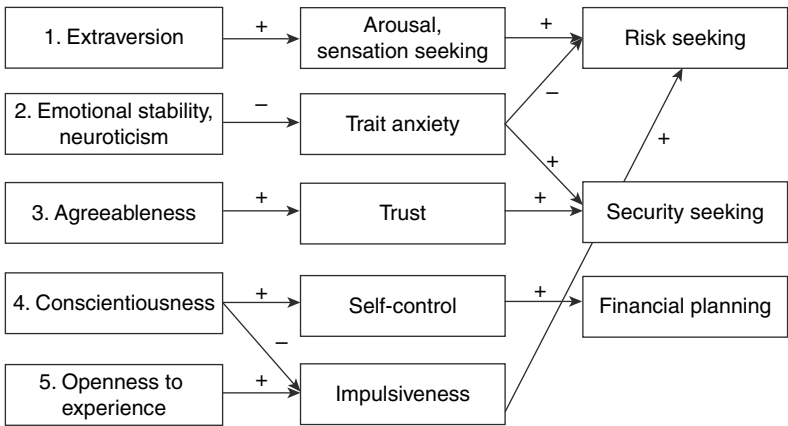 1. Extraversion
+
Arousal,
sensation seeking
+
Risk seeking
2. Emotional stability,
neuroticism
–
Trait anxiety
–
+
+
3. Agreeableness
+
Trust
+
Security seeking
4. Conscientiousness
+
Self-control
+
Financial planning
–
5. Openness to
experience
+
Impulsiveness